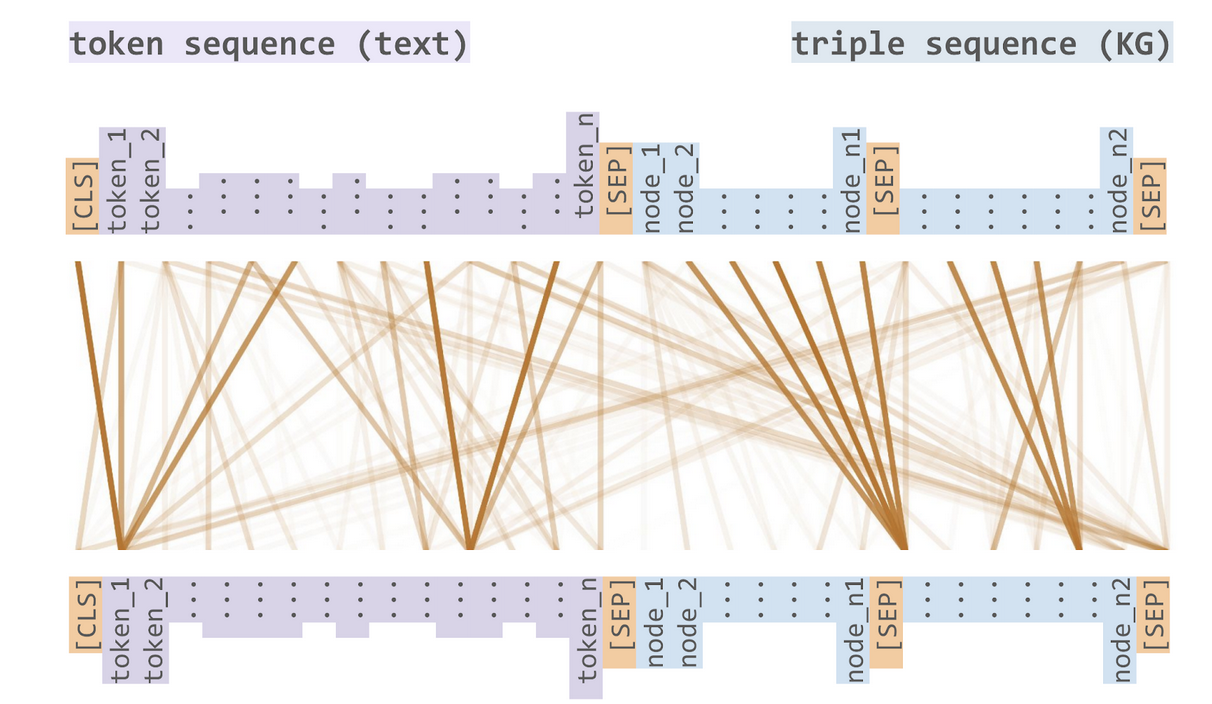 token sequence (text)
triple sequence (KG)
[CLS] token_1 token_2 token_n [SEP] node_1 node_2 node_n1 [SEP] node_n2 [SEP]
[CLS] token_1 token_2 token_n [SEP] node_1 node_2 node_n1 [SEP] node_n2 [SEP]